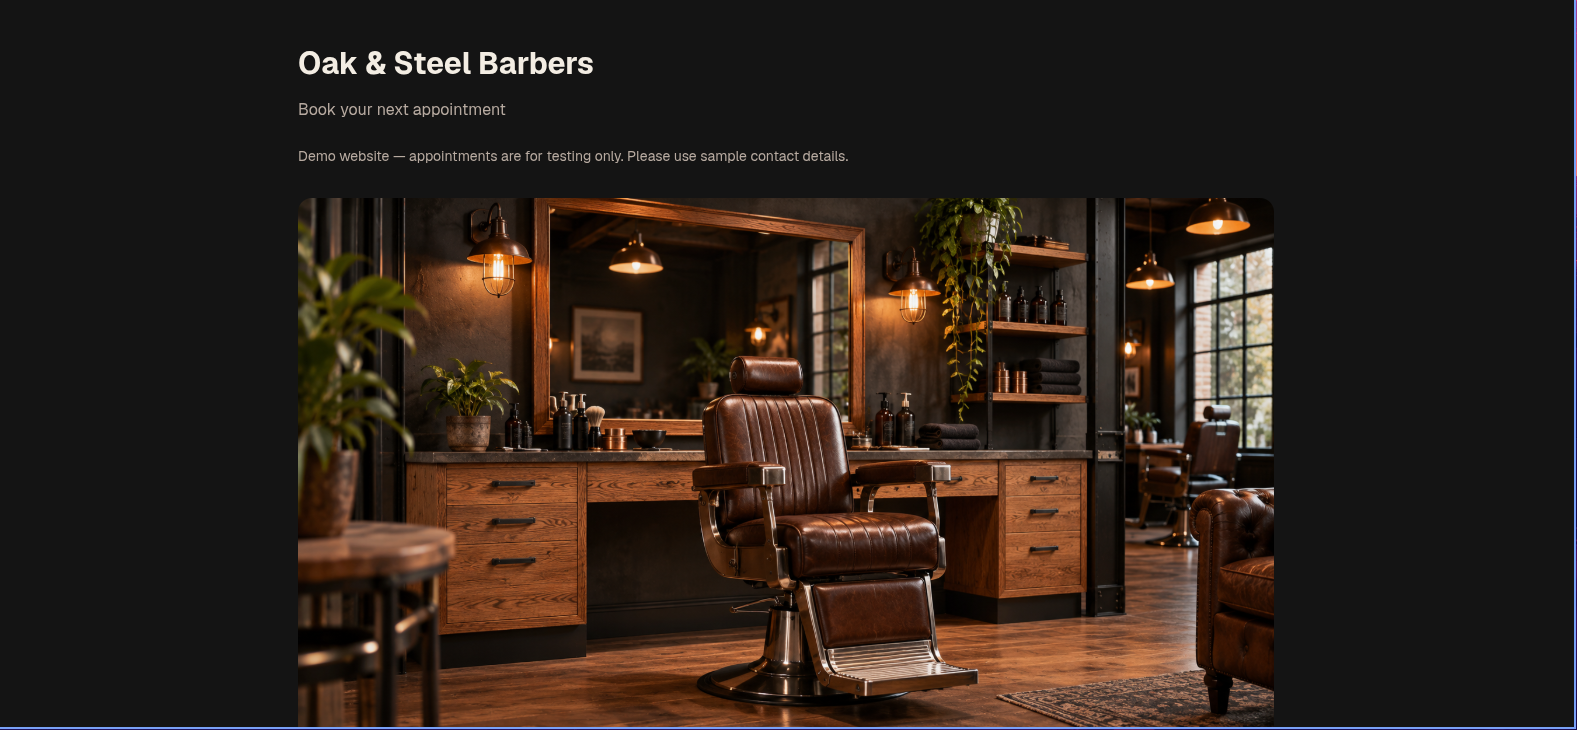 Oak & Steel Barbers
Book your next appointment
Demo website — appointments are for testing only. Please use sample contact details.